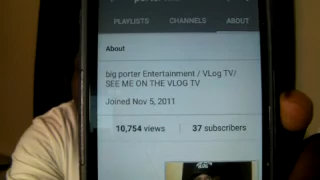 PLAYLISTS CHANNELS ABOUT
About
big porter Entertainment / VLog TV/
SEE ME ON THE VLOG TV
Joined Nov 5, 2011
10,754 views 37 subscribers